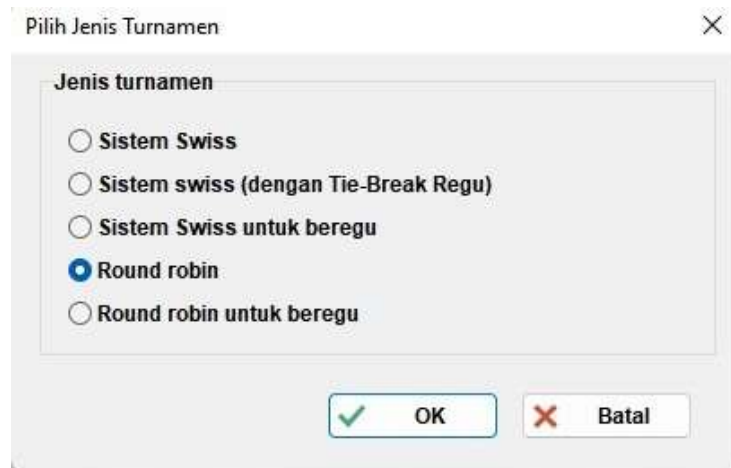 Pilih Jenis Turnamen
Jenis turnamen
Sistem Swiss
Sistem swiss (dengan Tie-Break Regu)
Sistem Swiss untuk beregu
Round robin
Round robin untuk beregu
OK
Batal